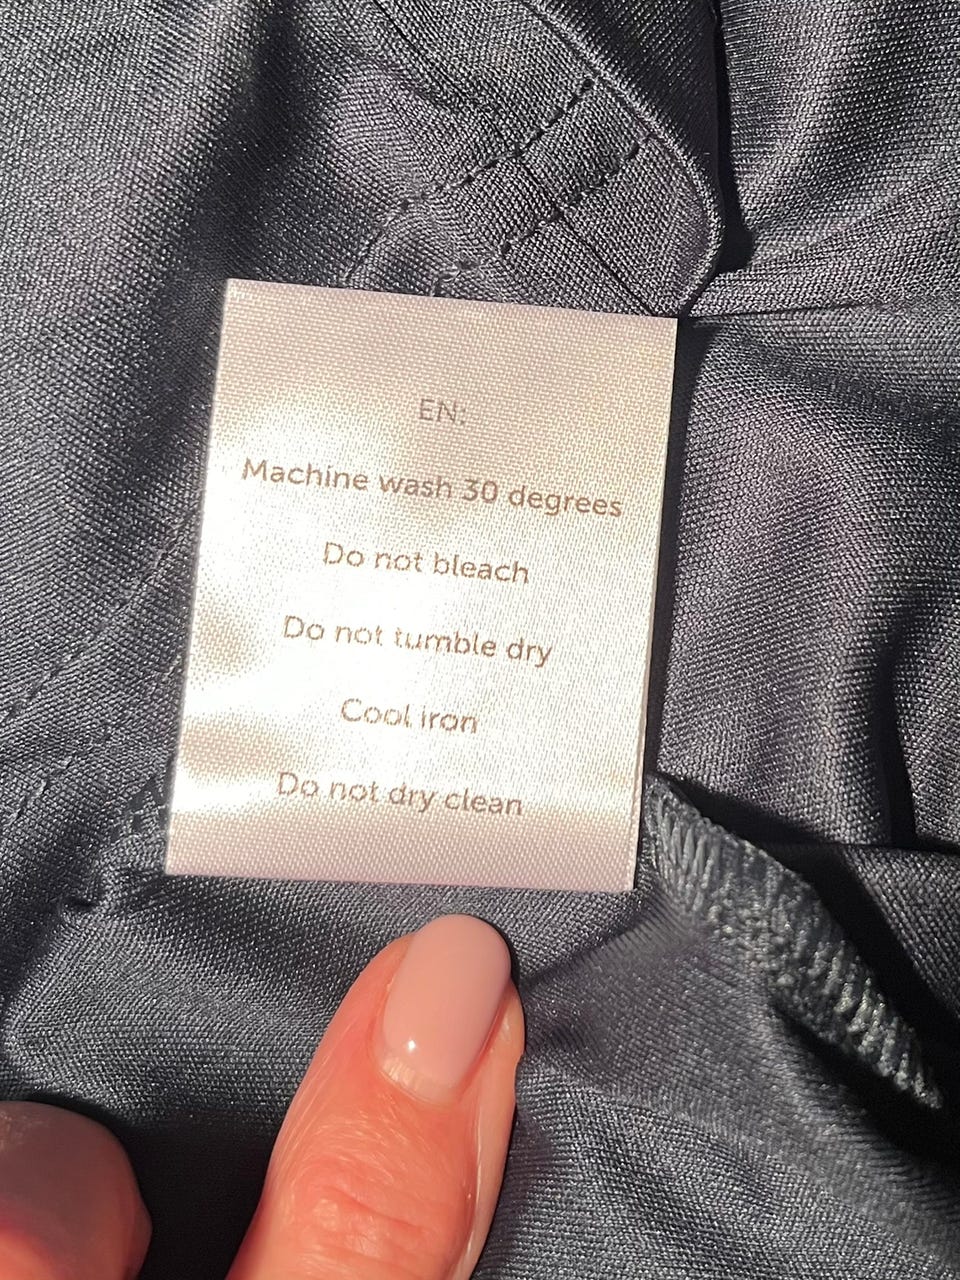 EN:
Machine wash 30 degrees
Do not bleach
Do not tumble dry
Cool iron
Do not dry clean